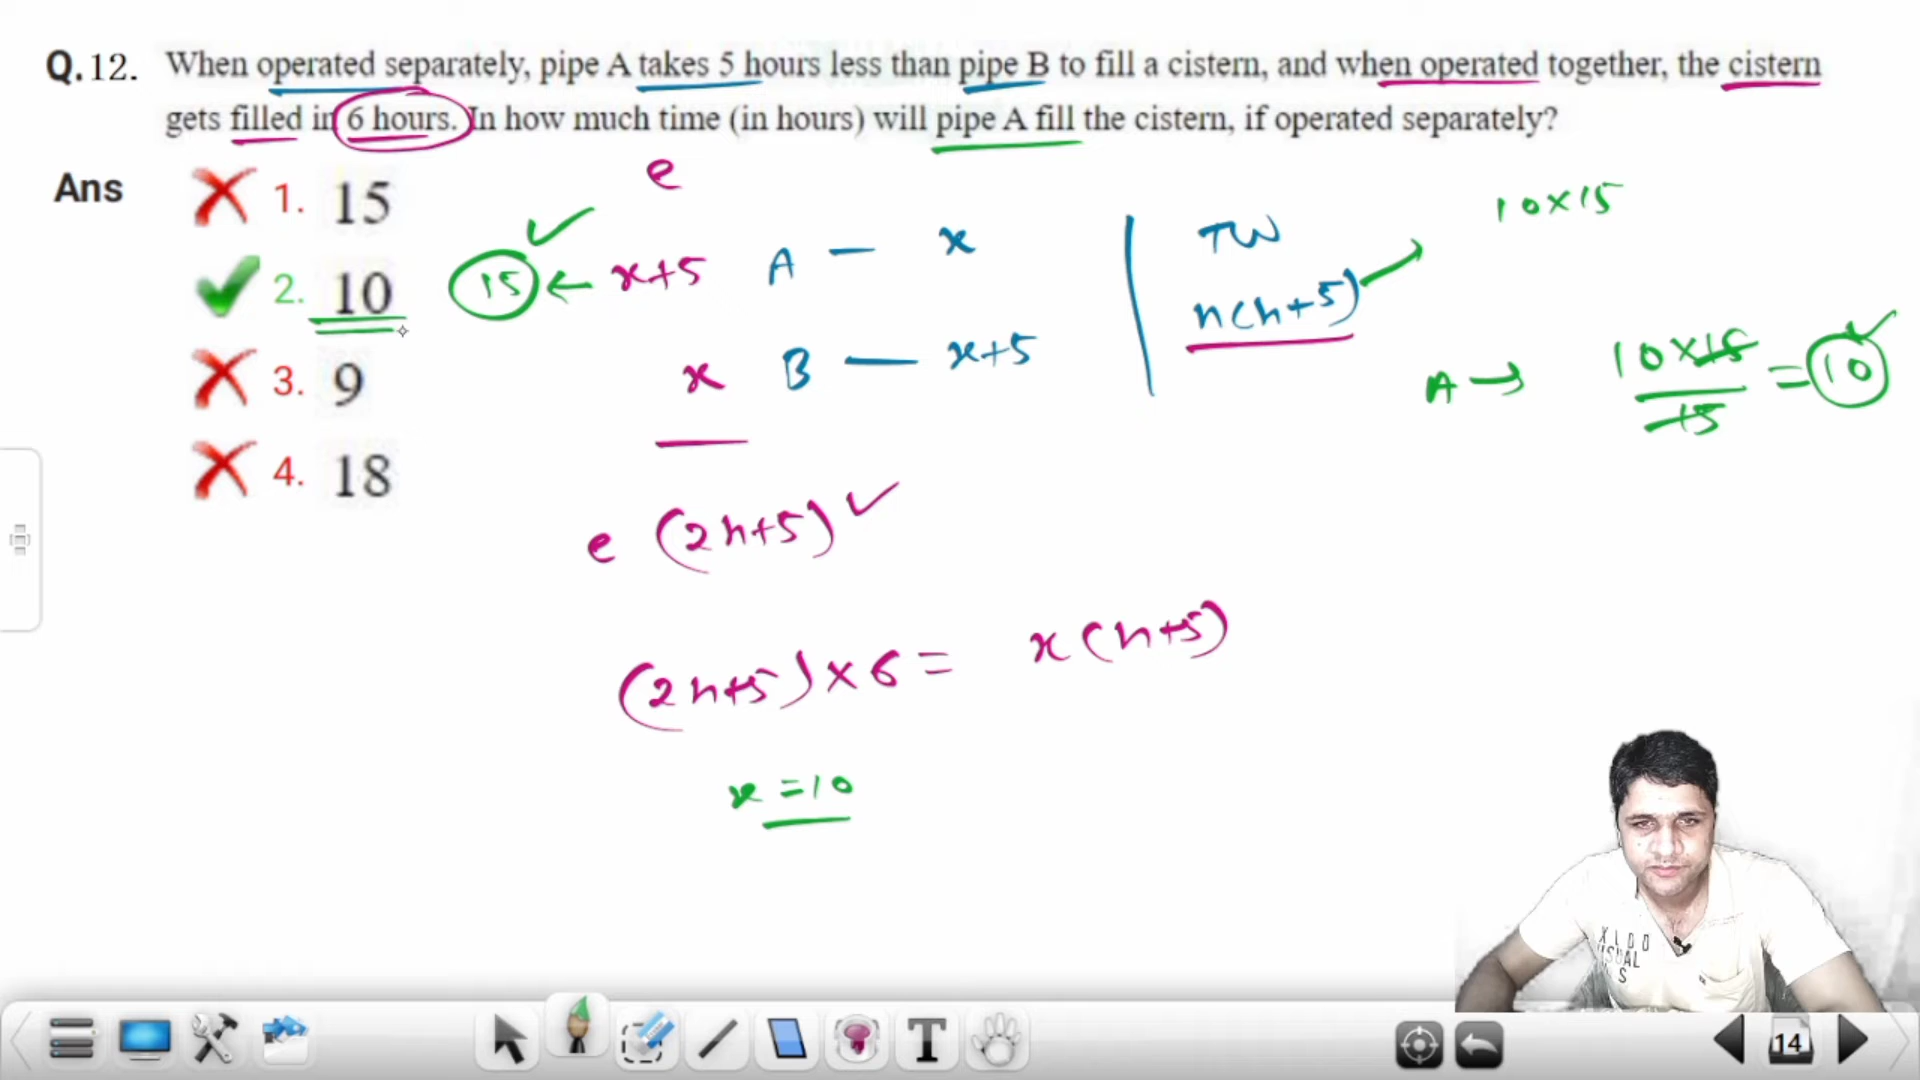 Q.12. When operated separately, pipe A takes 5 hours less than pipe B to fill a cistern, and when operated together, the cistern
gets filled in 6 hours. In how much time (in hours) will pipe A fill the cistern, if operated separately?
Ans
1. 15
2. 10
3. 9
4. 18
e
15 ← x+5 A — x
x B — x+5
TW
x(x+5)
10×15
A → 10×15/15 = 10
e (2x+5)
(2x+5)×6 = x(x+5)
x = 10
T
14